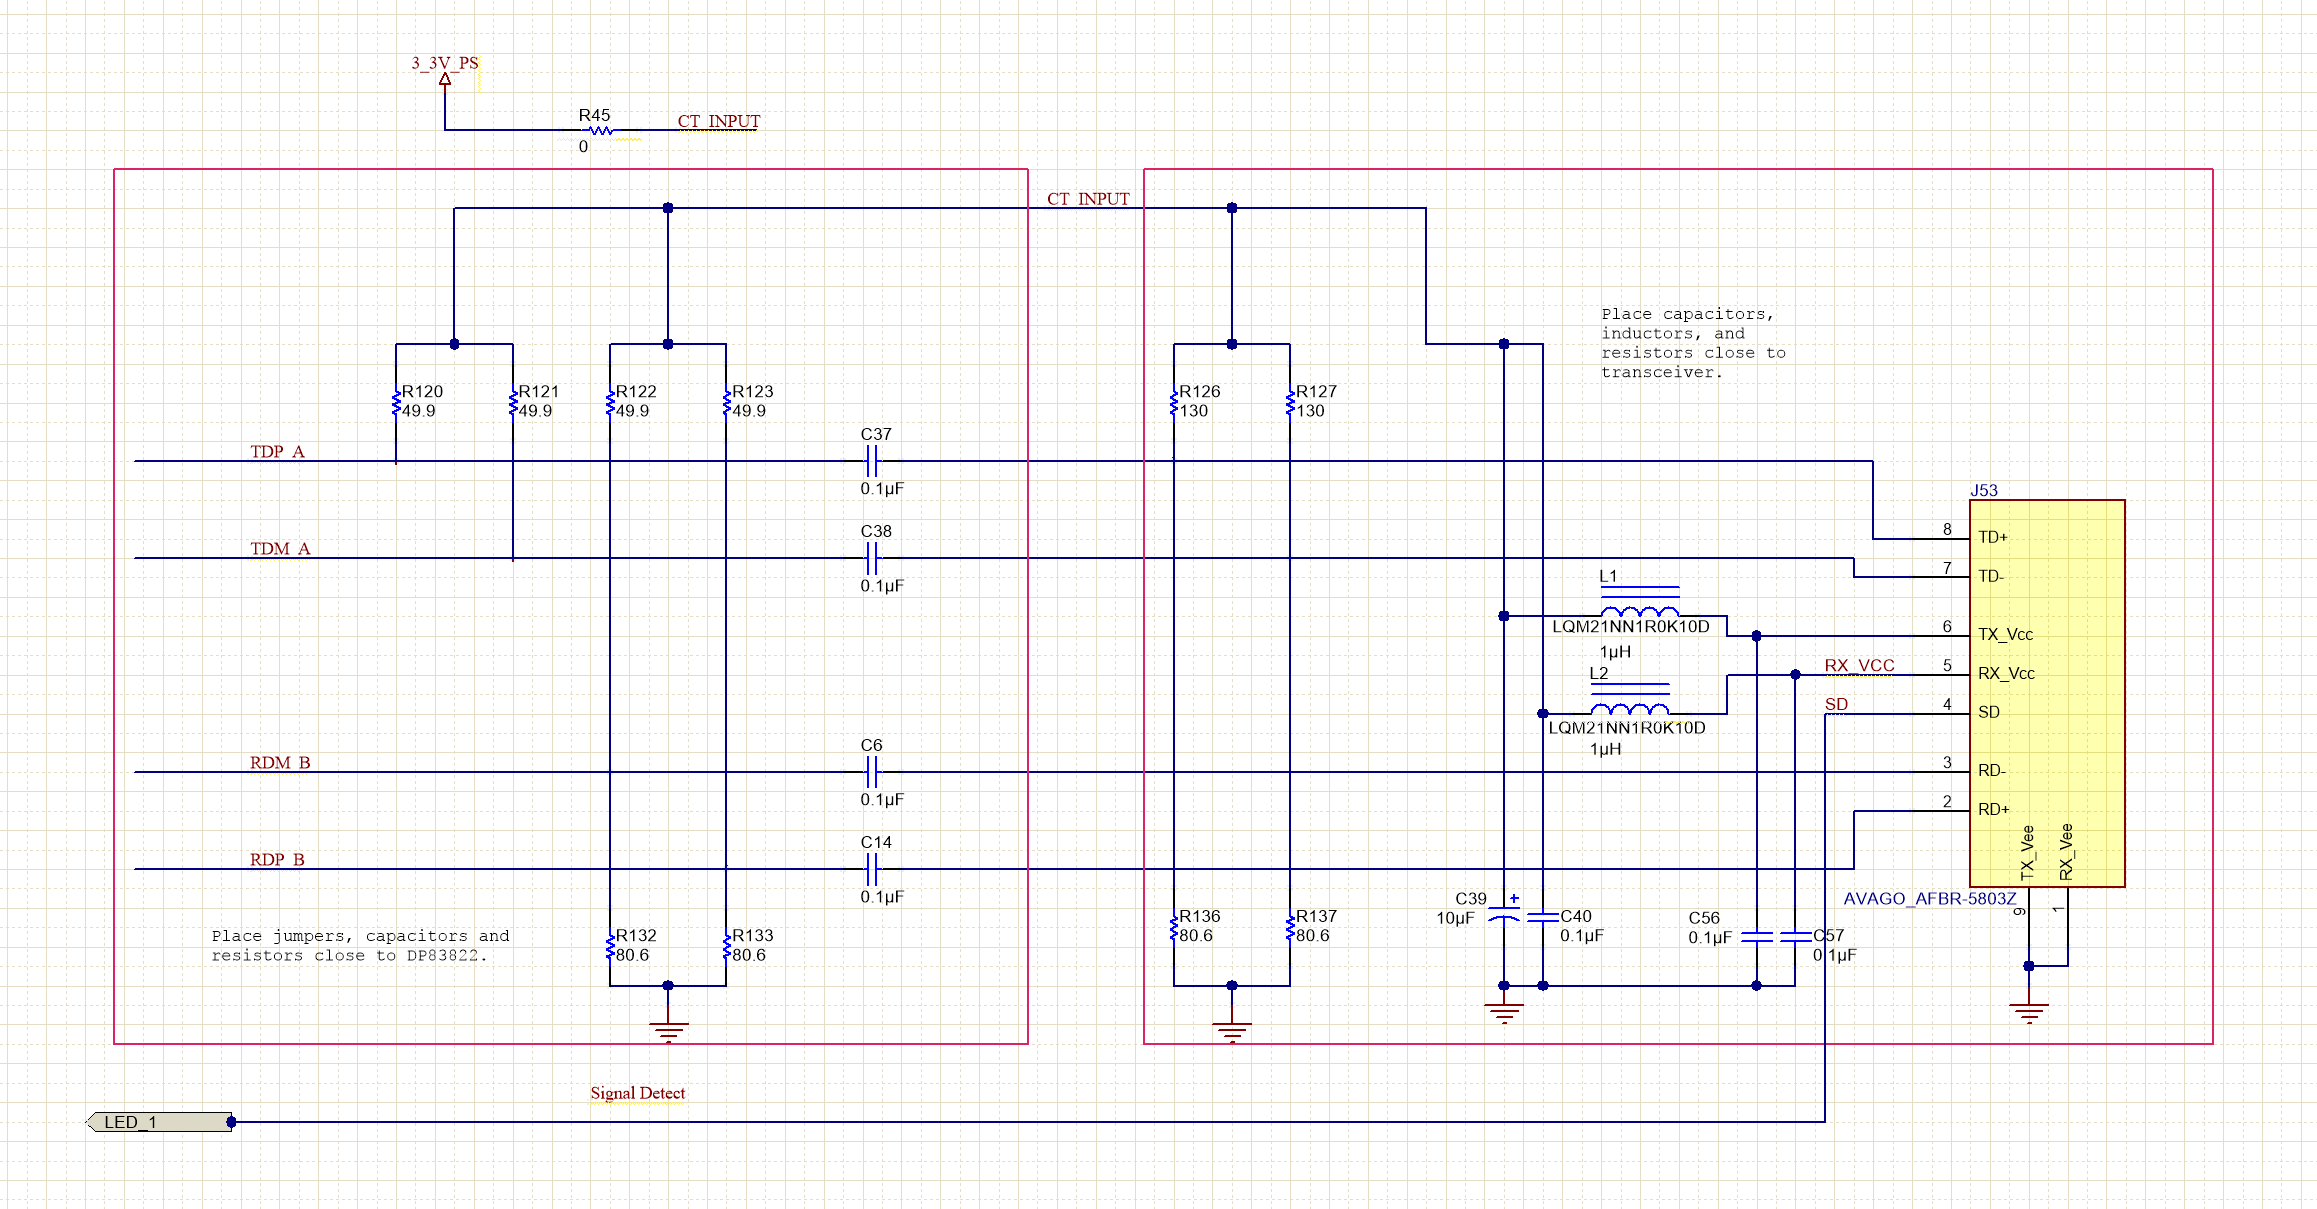 3_3V_PS
R45
CT_INPUT
0
CT_INPUT
Place capacitors,
inductors, and
resistors close to
transceiver.
R120
49.9
R121
49.9
R122
49.9
R123
49.9
R126
130
R127
130
TDP_A
C37
0.1µF
J53
TDM_A
C38
0.1µF
8
TD+
7
TD-
L1
LQM21NN1R0K10D
1µH
6
TX_Vcc
L2
LQM21NN1R0K10D
1µH
RX_VCC
5
RX_Vcc
SD
4
SD
RDM_B
C6
0.1µF
3
RD-
2
RD+
RDP_B
C14
0.1µF
TX_Vee
RX_Vee
AVAGO_AFBR-5803Z
9
1
Place jumpers, capacitors and
resistors close to DP83822.
R132
80.6
R133
80.6
R136
80.6
R137
80.6
C39
+
10µF
C40
0.1µF
C56
0.1µF
C57
0.1µF
Signal Detect
LED_1